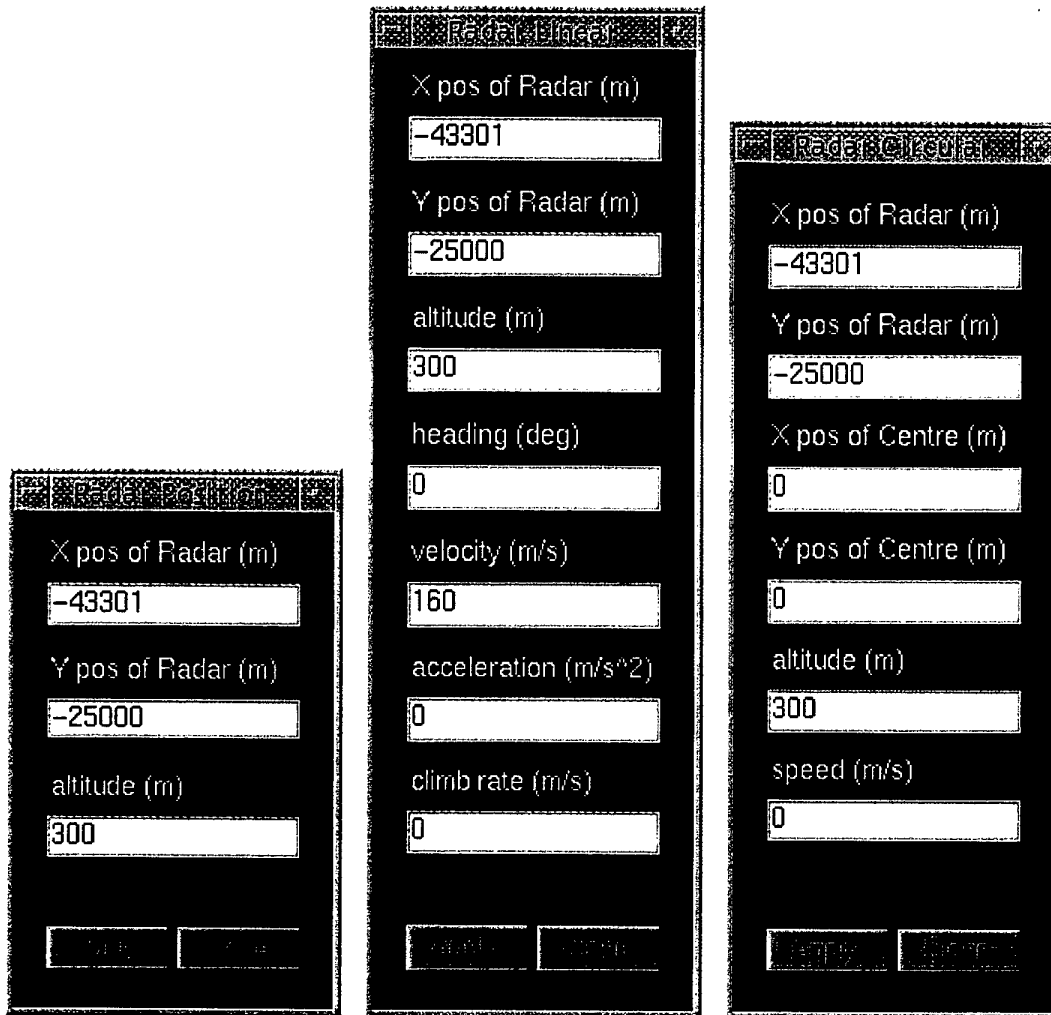 Radar Position
X pos of Radar (m)
-43301
Y pos of Radar (m)
-25000
altitude (m)
300
Radar Linear
X pos of Radar (m)
-43301
Y pos of Radar (m)
-25000
altitude (m)
300
heading (deg)
0
velocity (m/s)
160
acceleration (m/s^2)
0
climb rate (m/s)
0
Radar Circular
X pos of Radar (m)
-43301
Y pos of Radar (m)
-25000
X pos of Centre (m)
0
Y pos of Centre (m)
0
altitude (m)
300
speed (m/s)
0